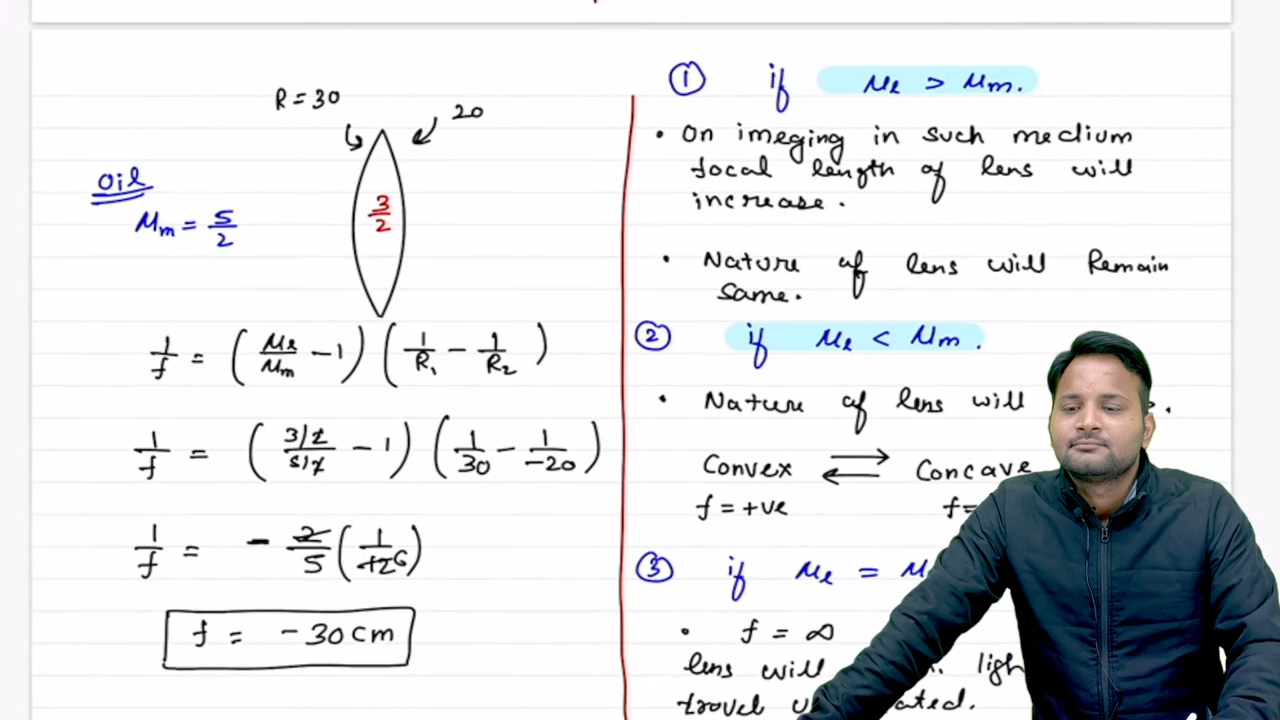 R = 30
20
Oil
μm = 5/2
3/2
1/f = (μℓ/μm − 1) (1/R₁ − 1/R₂)
1/f = (3/2 / 5/2 − 1) (1/30 − 1/−20)
1/f = − 2/5 (1/12 6)
f = −30 cm
① if μℓ > μm.
• On imeging in such medium
focal length of lens will
increase.
• Nature of lens will Remain
same.
② if μℓ < μm.
• Nature of lens will
Convex ⇌ Concave
f = +ve f =
③ if μℓ =
• f = ∞
lens will
travel